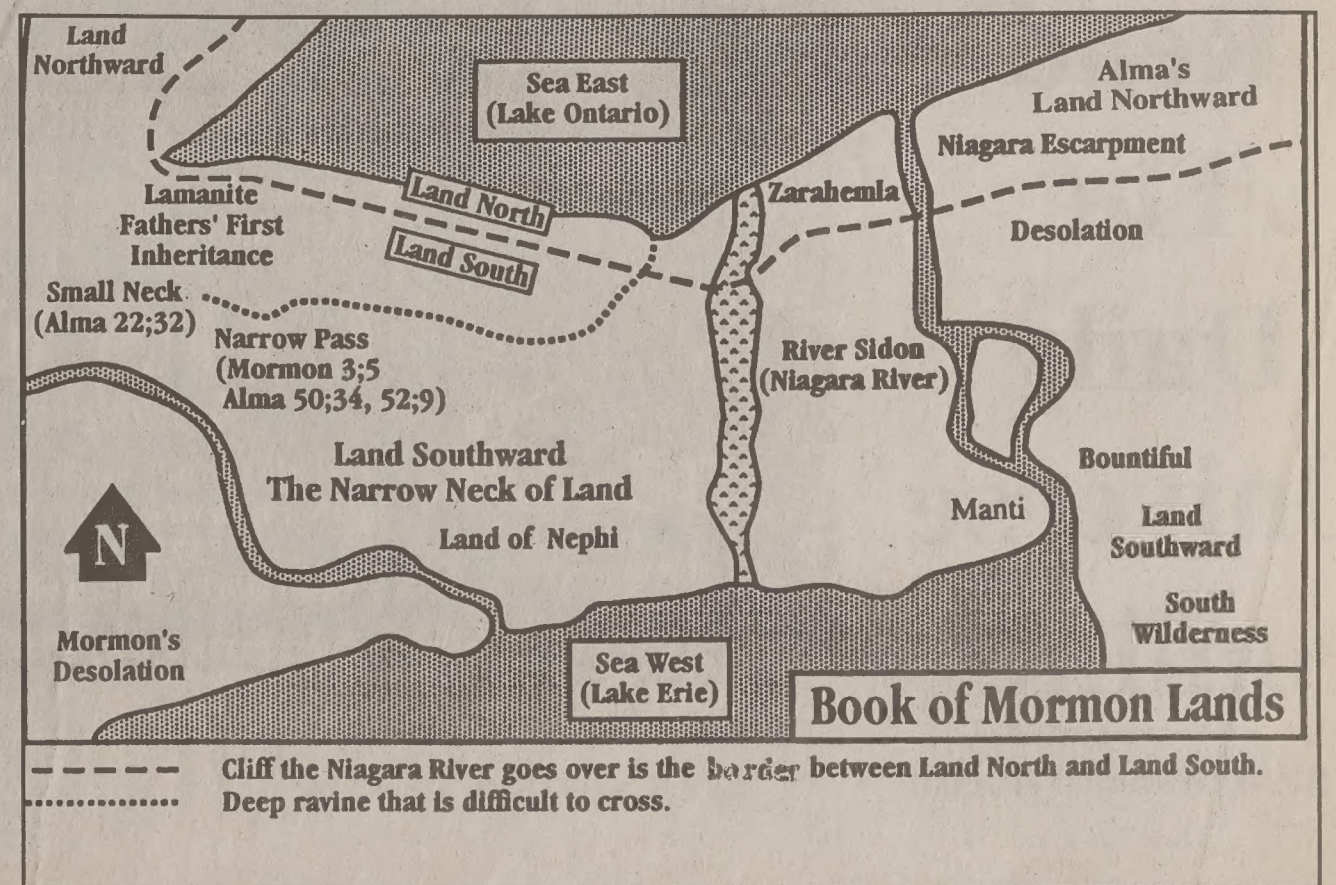 Land
Northward
Sea East
(Lake Ontario)
Alma's
Land Northward
Niagara Escarpment
Lamanite
Fathers' First
Inheritance
Land North
Land South
Zarahemla
Desolation
Small Neck
(Alma 22;32)
Narrow Pass
(Mormon 3;5
Alma 50;34, 52;9)
River Sidon
(Niagara River)
Land Southward
The Narrow Neck of Land
Land of Nephi
Bountiful
Manti
Land
Southward
South
Wilderness
N
Mormon's
Desolation
Sea West
(Lake Erie)
Book of Mormon Lands
Cliff the Niagara River goes over is the border between Land North and Land South.
Deep ravine that is difficult to cross.